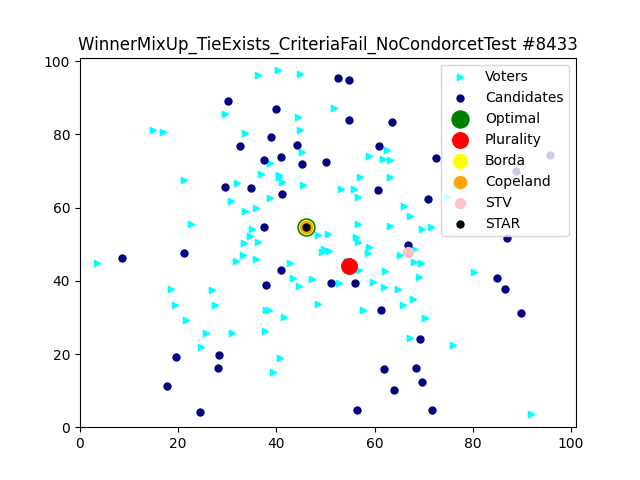 WinnerMixUp_TieExists_CriteriaFail_NoCondorcetTest #8433
100
80
60
40
20
0
0
20
40
60
80
100
Voters
Candidates
Optimal
Plurality
Borda
Copeland
STV
STAR